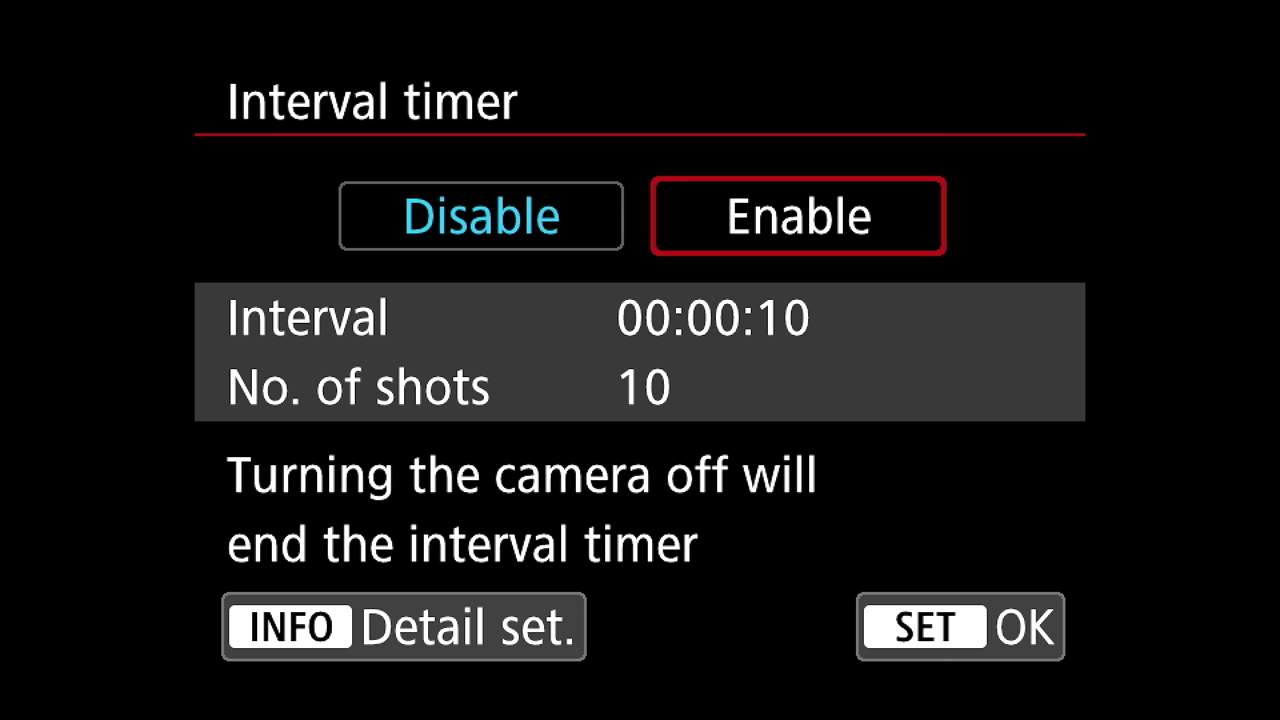 Interval timer
Disable Enable
Interval 00:00:10
No. of shots 10
Turning the camera off will
end the interval timer
INFO Detail set. SET OK